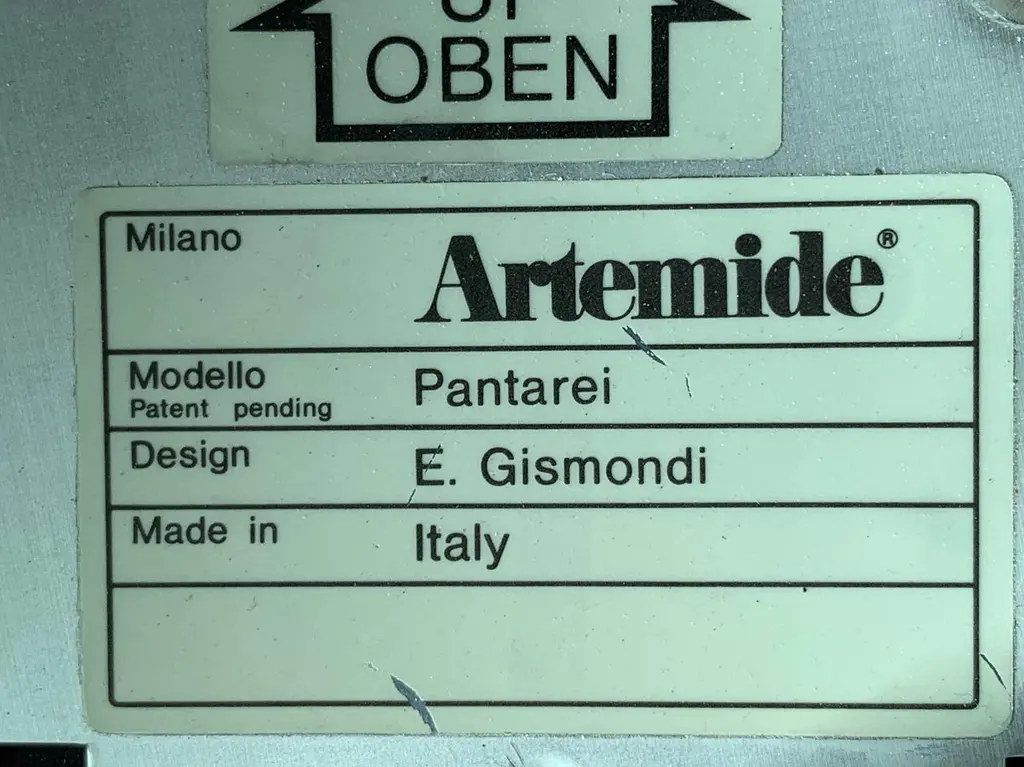 OBEN
Milano
Artemide®
Modello
Patent pending
Pantarei
Design
E. Gismondi
Made in
Italy